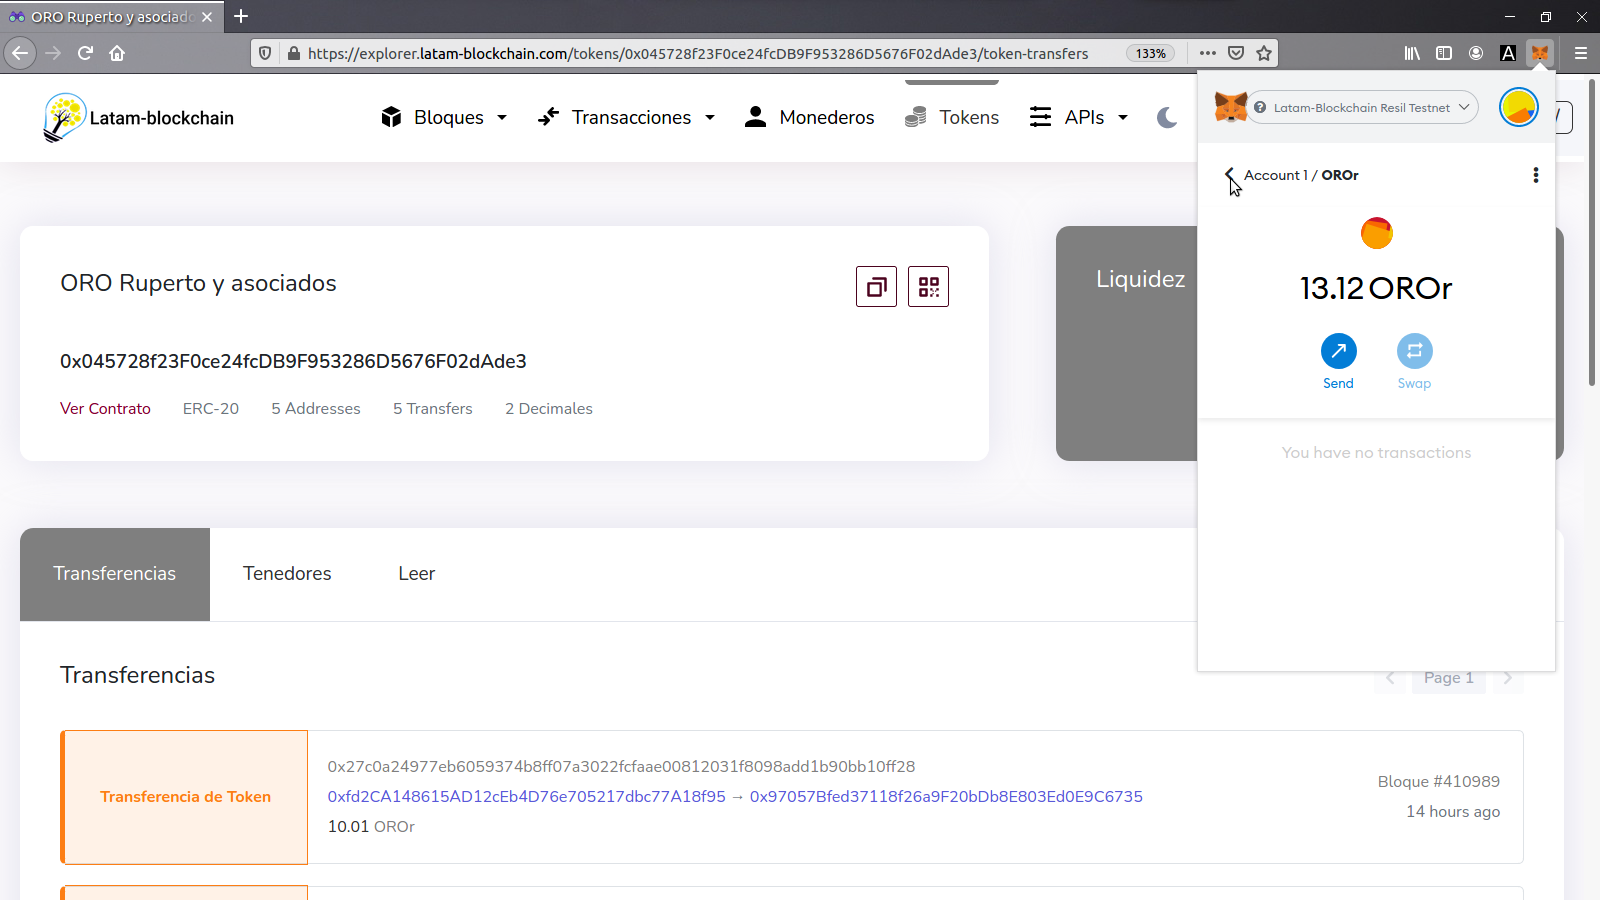 ORO Ruperto y asociado
https://explorer.latam-blockchain.com/tokens/0x045728f23F0ce24fcDB9F953286D5676F02dAde3/token-transfers
133%
A
Latam-blockchain
Bloques
Transacciones
Monederos
Tokens
APIs
/
Latam-Blockchain Resil Testnet
Account 1 / OROr
13.12 OROr
Send
Swap
You have no transactions
ORO Ruperto y asociados
0x045728f23F0ce24fcDB9F953286D5676F02dAde3
Ver Contrato
ERC-20
5 Addresses
5 Transfers
2 Decimales
Liquidez
Transferencias
Tenedores
Leer
Transferencias
Page 1
Transferencia de Token
0x27c0a24977eb6059374b8ff07a3022fcfaae00812031f8098add1b90bb10ff28
0xfd2CA148615AD12cEb4D76e705217dbc77A18f95 → 0x97057Bfed37118f26a9F20bDb8E803Ed0E9C6735
10.01 OROr
Bloque #410989
14 hours ago